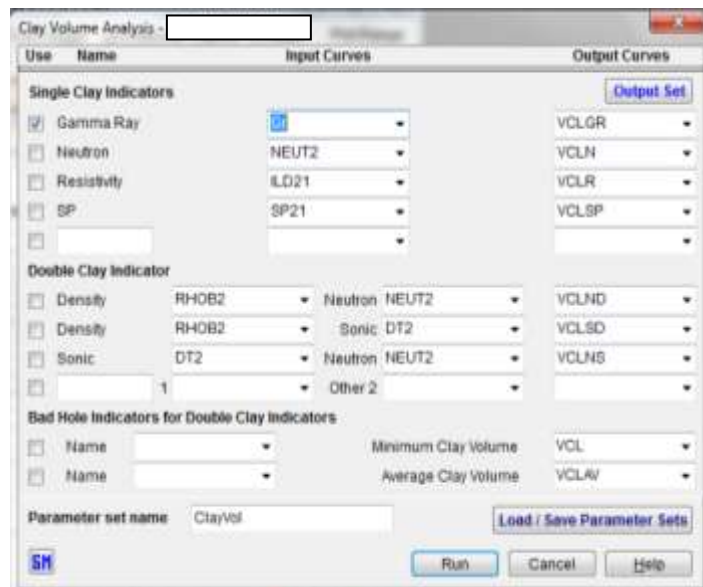 Clay Volume Analysis -
Use Name Input Curves Output Curves
Single Clay Indicators Output Set
Gamma Ray Gr VCLGR
Neutron NEUT2 VCLN
Resistivity ILD21 VCLR
SP SP21 VCLSP
Double Clay Indicator
Density RHOB2 Neutron NEUT2 VCLND
Density RHOB2 Sonic DT2 VCLSD
Sonic DT2 Neutron NEUT2 VCLNS
1 Other 2
Bad Hole Indicators for Double Clay Indicators
Name Minimum Clay Volume VCL
Name Average Clay Volume VCLAV
Parameter set name ClayVol Load / Save Parameter Sets
SM Run Cancel Help